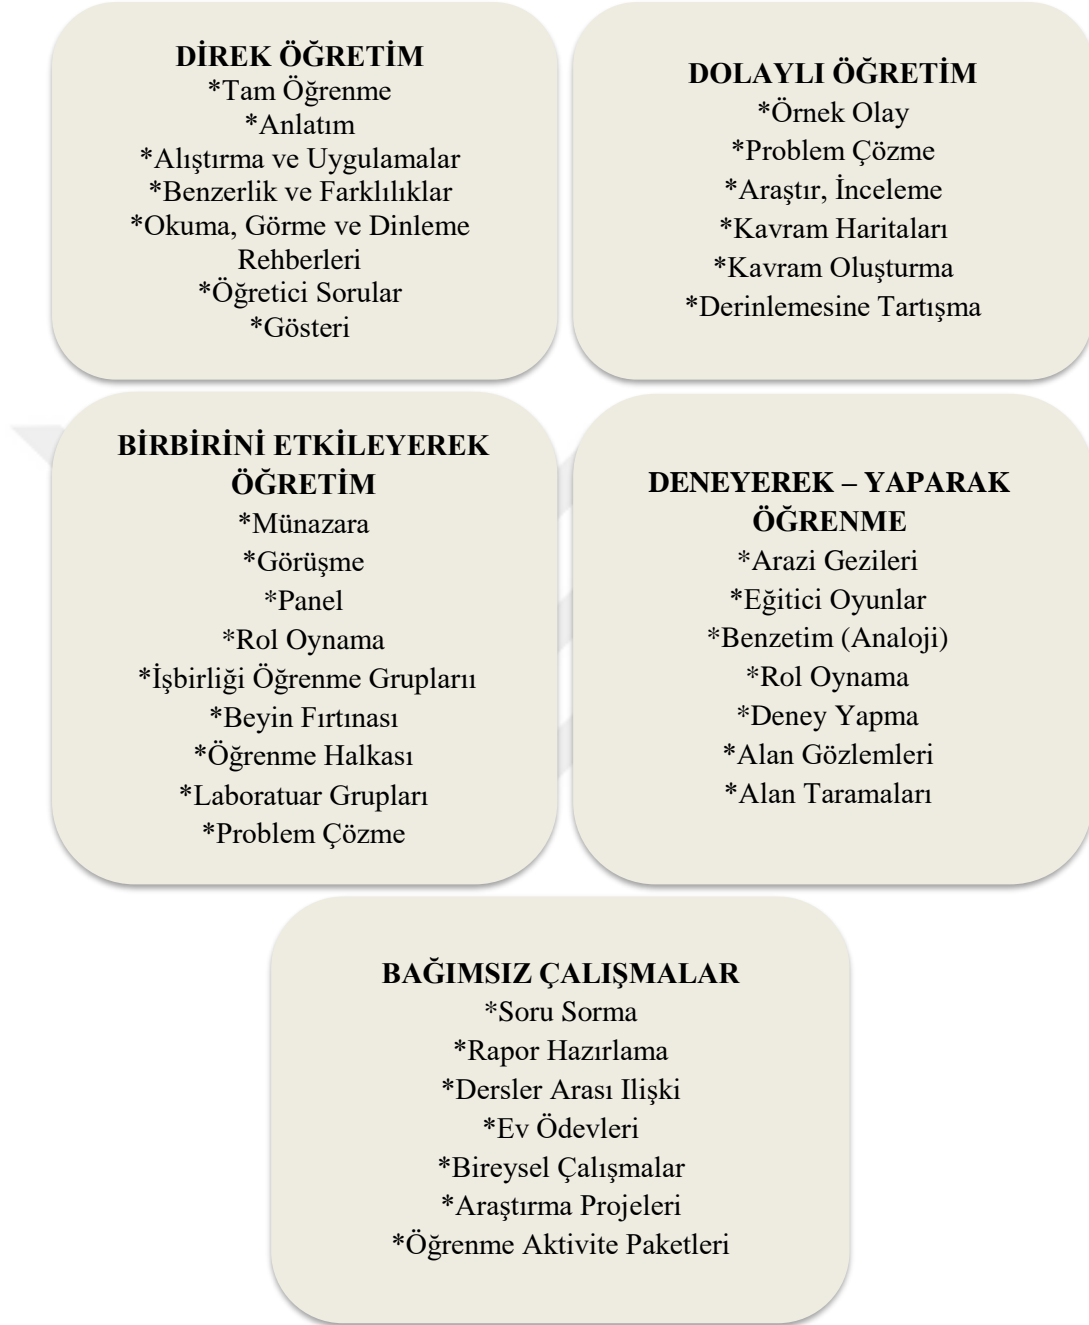 DİREK ÖĞRETİM
*Tam Öğrenme
*Anlatım
*Alıştırma ve Uygulamalar
*Benzerlik ve Farklılıklar
*Okuma, Görme ve Dinleme
Rehberleri
*Öğretici Sorular
*Gösteri
DOLAYLI ÖĞRETİM
*Örnek Olay
*Problem Çözme
*Araştır, İnceleme
*Kavram Haritaları
*Kavram Oluşturma
*Derinlemesine Tartışma
BİRBİRİNİ ETKİLEYEREK
ÖĞRETİM
*Münazara
*Görüşme
*Panel
*Rol Oynama
*İşbirliği Öğrenme Gruplarıı
*Beyin Fırtınası
*Öğrenme Halkası
*Laboratuar Grupları
*Problem Çözme
DENEYEREK – YAPARAK
ÖĞRENME
*Arazi Gezileri
*Eğitici Oyunlar
*Benzetim (Analoji)
*Rol Oynama
*Deney Yapma
*Alan Gözlemleri
*Alan Taramaları
BAĞIMSIZ ÇALIŞMALAR
*Soru Sorma
*Rapor Hazırlama
*Dersler Arası Ilişki
*Ev Ödevleri
*Bireysel Çalışmalar
*Araştırma Projeleri
*Öğrenme Aktivite Paketleri